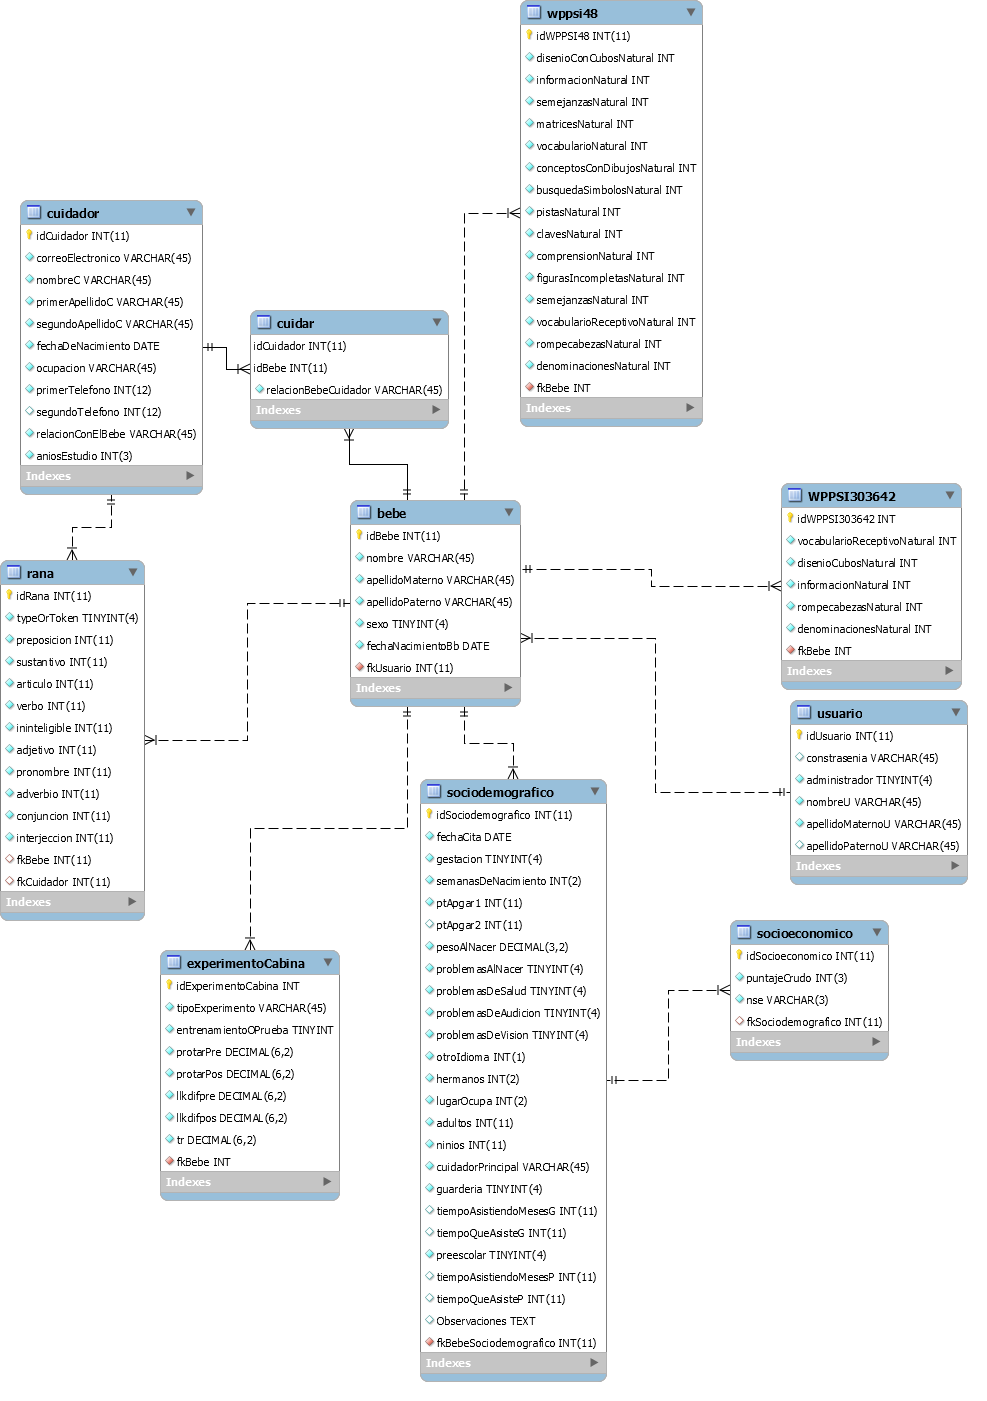 wppsi48
idWPPSI48 INT(11)
disenioConCubosNatural INT
informacionNatural INT
semejanzasNatural INT
matricesNatural INT
vocabularioNatural INT
conceptosConDibujosNatural INT
busquedaSimbolosNatural INT
pistasNatural INT
clavesNatural INT
comprensionNatural INT
figurasIncompletasNatural INT
semejanzasNatural INT
vocabularioReceptivoNatural INT
rompecabezasNatural INT
denominacionesNatural INT
fkBebe INT
Indexes
cuidador
idCuidador INT(11)
correoElectronico VARCHAR(45)
nombreC VARCHAR(45)
primerApellidoC VARCHAR(45)
segundoApellidoC VARCHAR(45)
fechaDeNacimiento DATE
ocupacion VARCHAR(45)
primerTelefono INT(12)
segundoTelefono INT(12)
relacionConElBebe VARCHAR(45)
aniosEstudio INT(3)
Indexes
cuidar
idCuidador INT(11)
idBebe INT(11)
relacionBebeCuidador VARCHAR(45)
Indexes
bebe
idBebe INT(11)
nombre VARCHAR(45)
apellidoMaterno VARCHAR(45)
apellidoPaterno VARCHAR(45)
sexo TINYINT(4)
fechaNacimientoBb DATE
fkUsuario INT(11)
Indexes
WPPSI303642
idWPPSI303642 INT
vocabularioReceptivoNatural INT
disenioCubosNatural INT
informacionNatural INT
rompecabezasNatural INT
denominacionesNatural INT
fkBebe INT
Indexes
rana
idRana INT(11)
typeOrToken TINYINT(4)
preposicion INT(11)
sustantivo INT(11)
articulo INT(11)
verbo INT(11)
ininteligible INT(11)
adjetivo INT(11)
pronombre INT(11)
adverbio INT(11)
conjuncion INT(11)
interjeccion INT(11)
fkBebe INT(11)
fkCuidador INT(11)
Indexes
usuario
idUsuario INT(11)
constrasenia VARCHAR(45)
administrador TINYINT(4)
nombreU VARCHAR(45)
apellidoMaternoU VARCHAR(45)
apellidoPaternoU VARCHAR(45)
Indexes
sociodemografico
idSociodemografico INT(11)
fechaCita DATE
gestacion TINYINT(4)
semanasDeNacimiento INT(2)
ptApgar1 INT(11)
ptApgar2 INT(11)
pesoAlNacer DECIMAL(3,2)
problemasAlNacer TINYINT(4)
problemasDeSalud TINYINT(4)
problemasDeAudicion TINYINT(4)
problemasDeVision TINYINT(4)
otroIdioma INT(1)
hermanos INT(2)
lugarOcupa INT(2)
adultos INT(11)
ninios INT(11)
cuidadorPrincipal VARCHAR(45)
guarderia TINYINT(4)
tiempoAsistiendoMesesG INT(11)
tiempoQueAsisteG INT(11)
preescolar TINYINT(4)
tiempoAsistiendoMesesP INT(11)
tiempoQueAsisteP INT(11)
Observaciones TEXT
fkBebeSociodemografico INT(11)
Indexes
socioeconomico
idSocioeconomico INT(11)
puntajeCrudo INT(3)
nse VARCHAR(3)
fkSociodemografico INT(11)
Indexes
experimentoCabina
idExperimentoCabina INT
tipoExperimento VARCHAR(45)
entrenamientoOPrueba TINYINT
protarPre DECIMAL(6,2)
protarPos DECIMAL(6,2)
llkdifpre DECIMAL(6,2)
llkdifpos DECIMAL(6,2)
tr DECIMAL(6,2)
fkBebe INT
Indexes